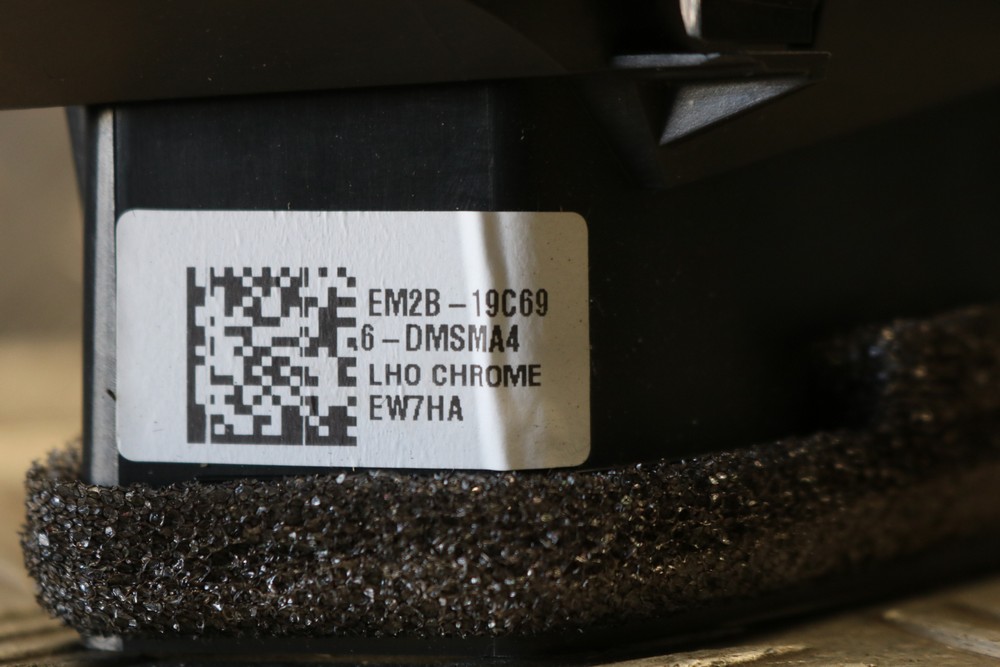 EM2B – 19C69
6 – DMSMA4
LHO CHROME
EW7HA